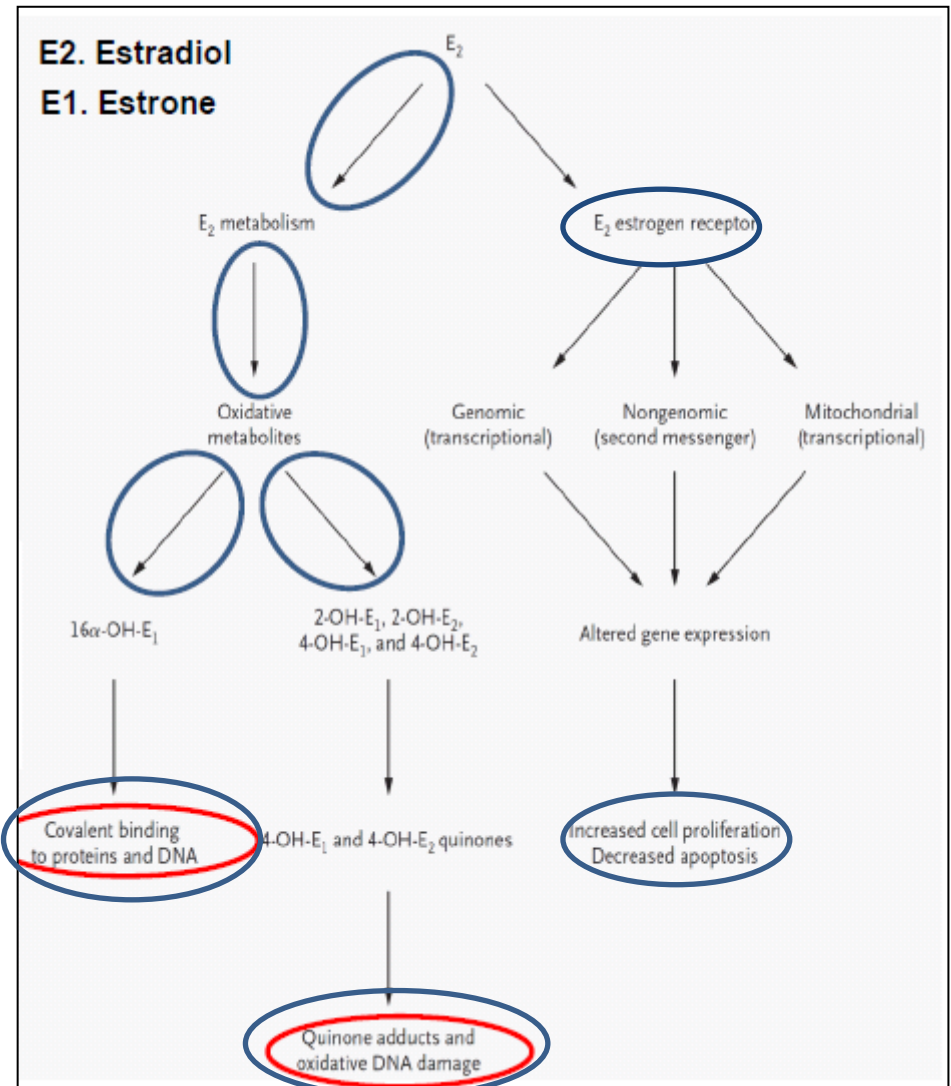 E2. Estradiol
E1. Estrone
E₂
E₂ metabolism
E₂ estrogen receptor
Oxidative
metabolites
Genomic
(transcriptional)
Nongenomic
(second messenger)
Mitochondrial
(transcriptional)
16α-OH-E₁
2-OH-E₁, 2-OH-E₂,
4-OH-E₁, and 4-OH-E₂
Altered gene expression
Covalent binding
to proteins and DNA
4-OH-E₁ and 4-OH-E₂ quinones
Increased cell proliferation
Decreased apoptosis
Quinone adducts and
oxidative DNA damage